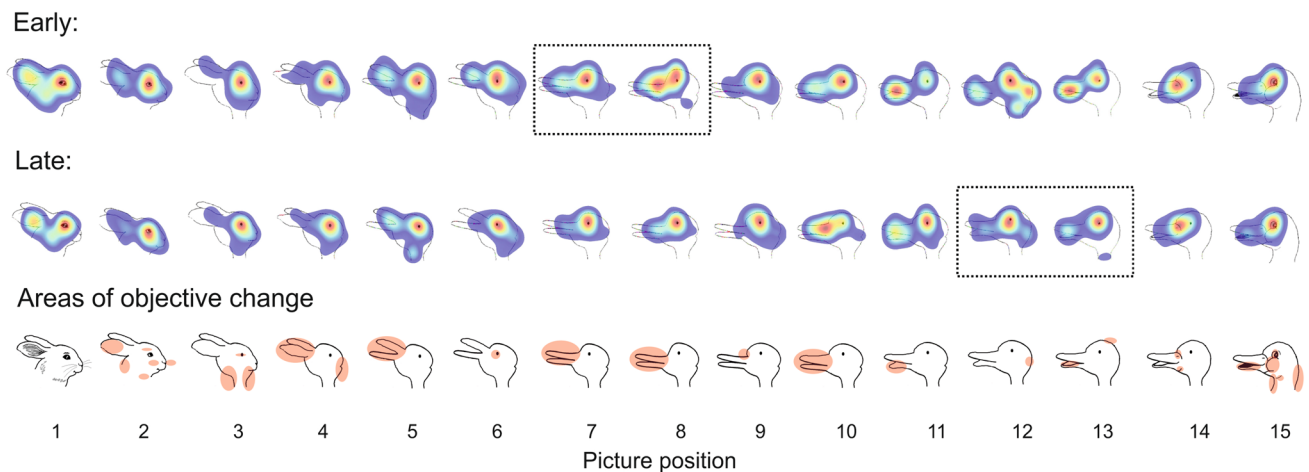 Early:
Late:
Areas of objective change
1 2 3 4 5 6 7 8 9 10 11 12 13 14 15
Picture position